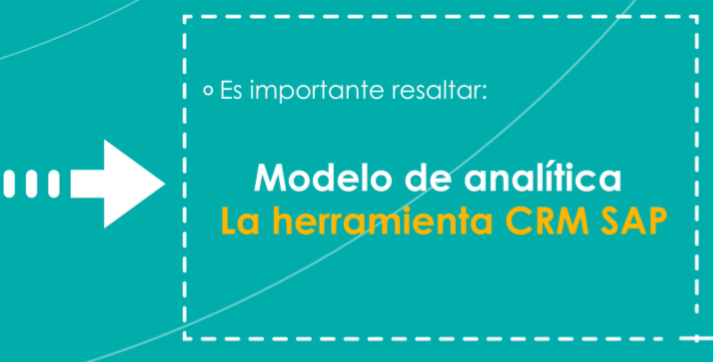 Es importante resaltar:
Modelo de analítica
La herramienta CRM SAP